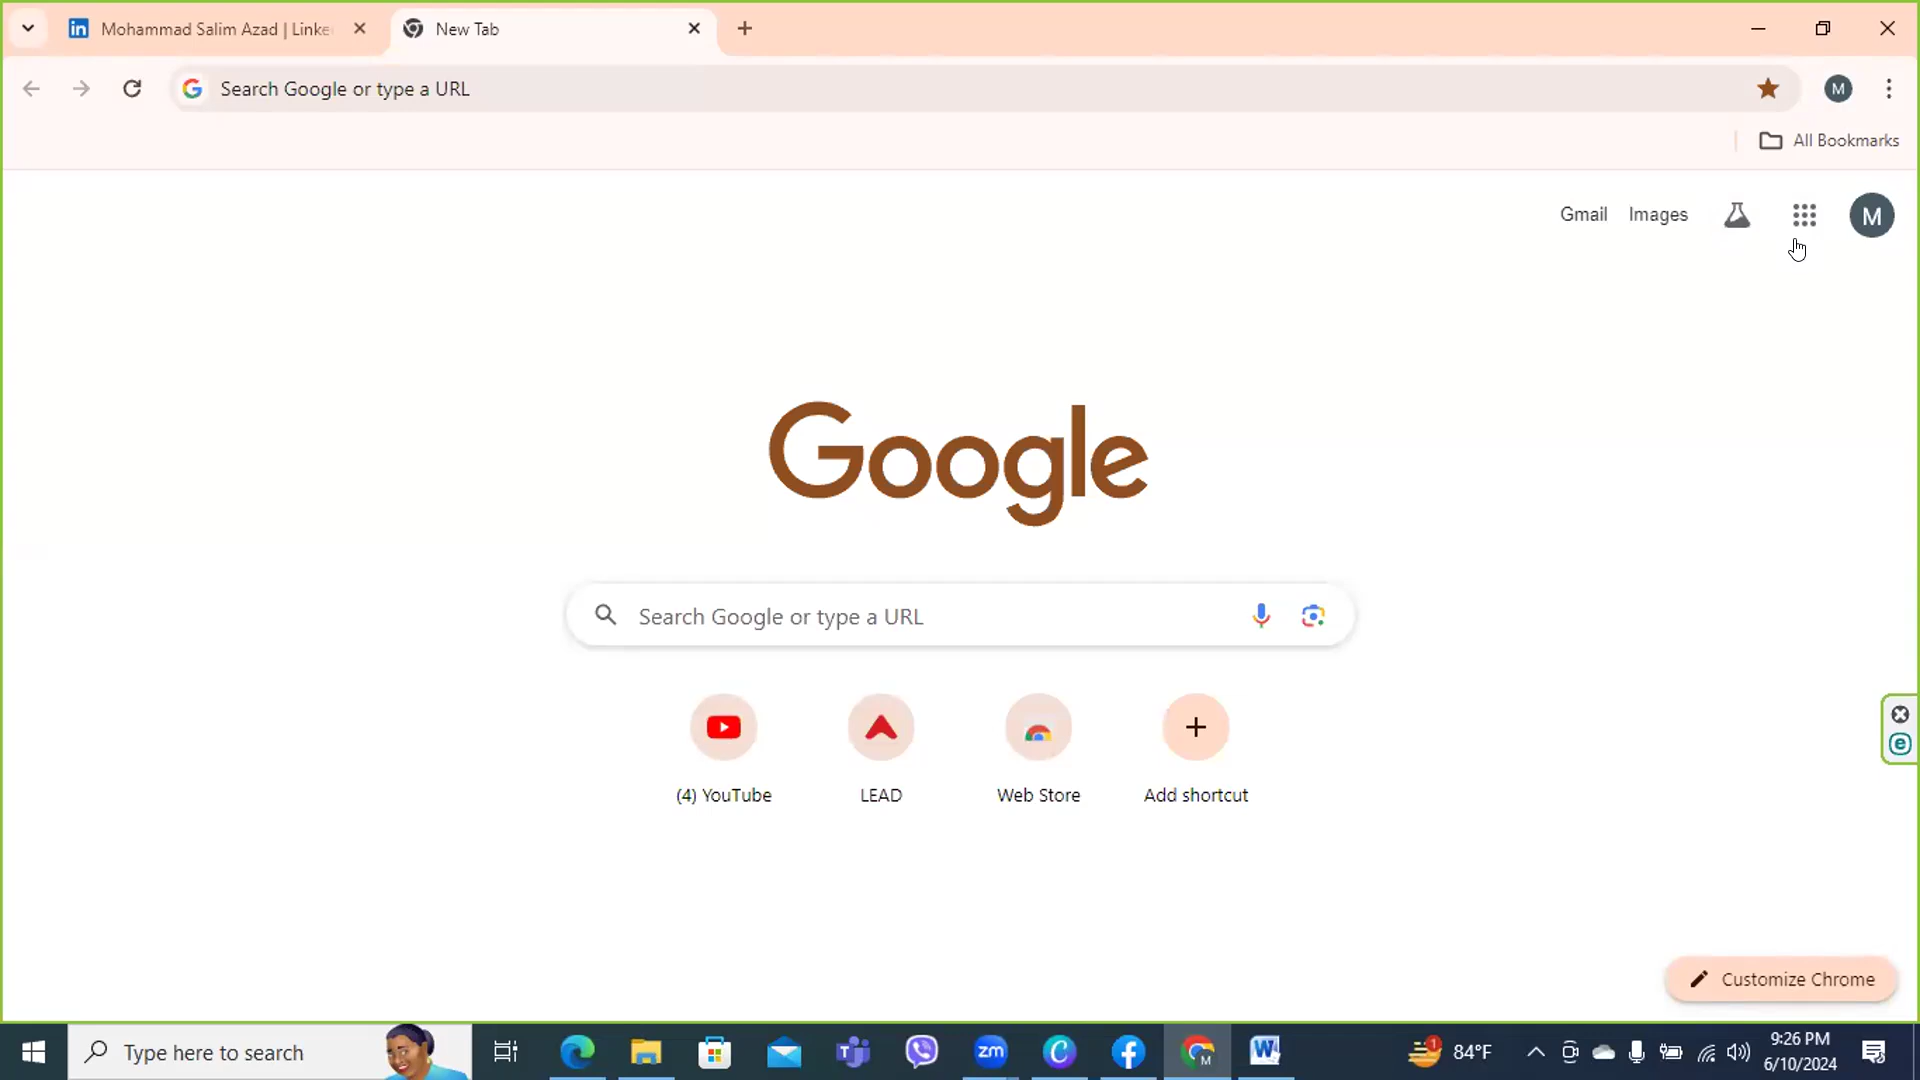 Mohammad Salim Azad | Linke
New Tab
Search Google or type a URL
M
All Bookmarks
Gmail
Images
M
Google
Search Google or type a URL
(4) YouTube
LEAD
Web Store
Add shortcut
Customize Chrome
Type here to search
zm
M
1
84°F
9:26 PM
6/10/2024